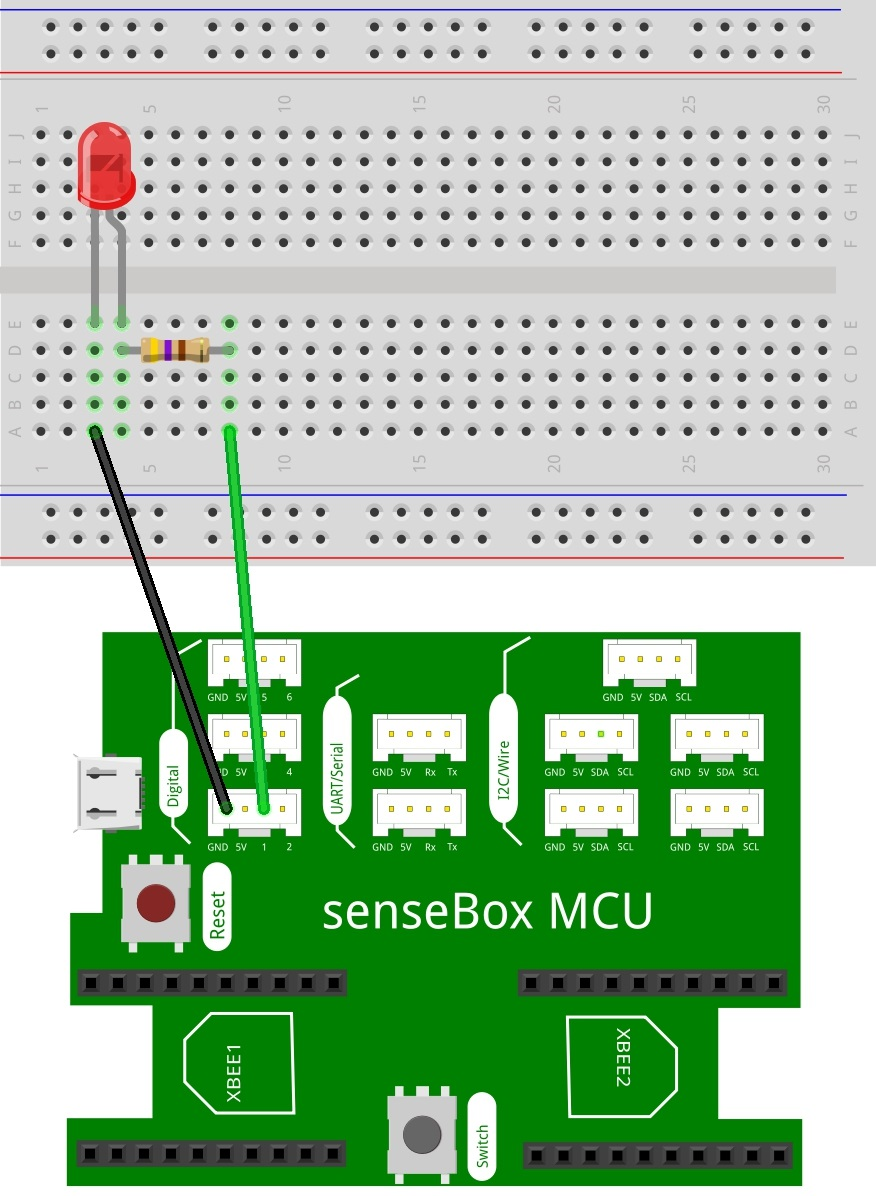 1 5 10 15 20 25 30
J J
I I
H H
G G
F F
E E
D D
C C
B B
A A
1 5 10 15 20 25 30
GND 5V 5 6
GND 5V SDA SCL
Digital
UART/Serial
I2C/Wire
D 5V 4
GND 5V Rx Tx
GND 5V SDA SCL
GND 5V SDA SCL
GND 5V 1 2
GND 5V Rx Tx
GND 5V SDA SCL
GND 5V SDA SCL
Reset
senseBox MCU
XBEE1
XBEE2
Switch